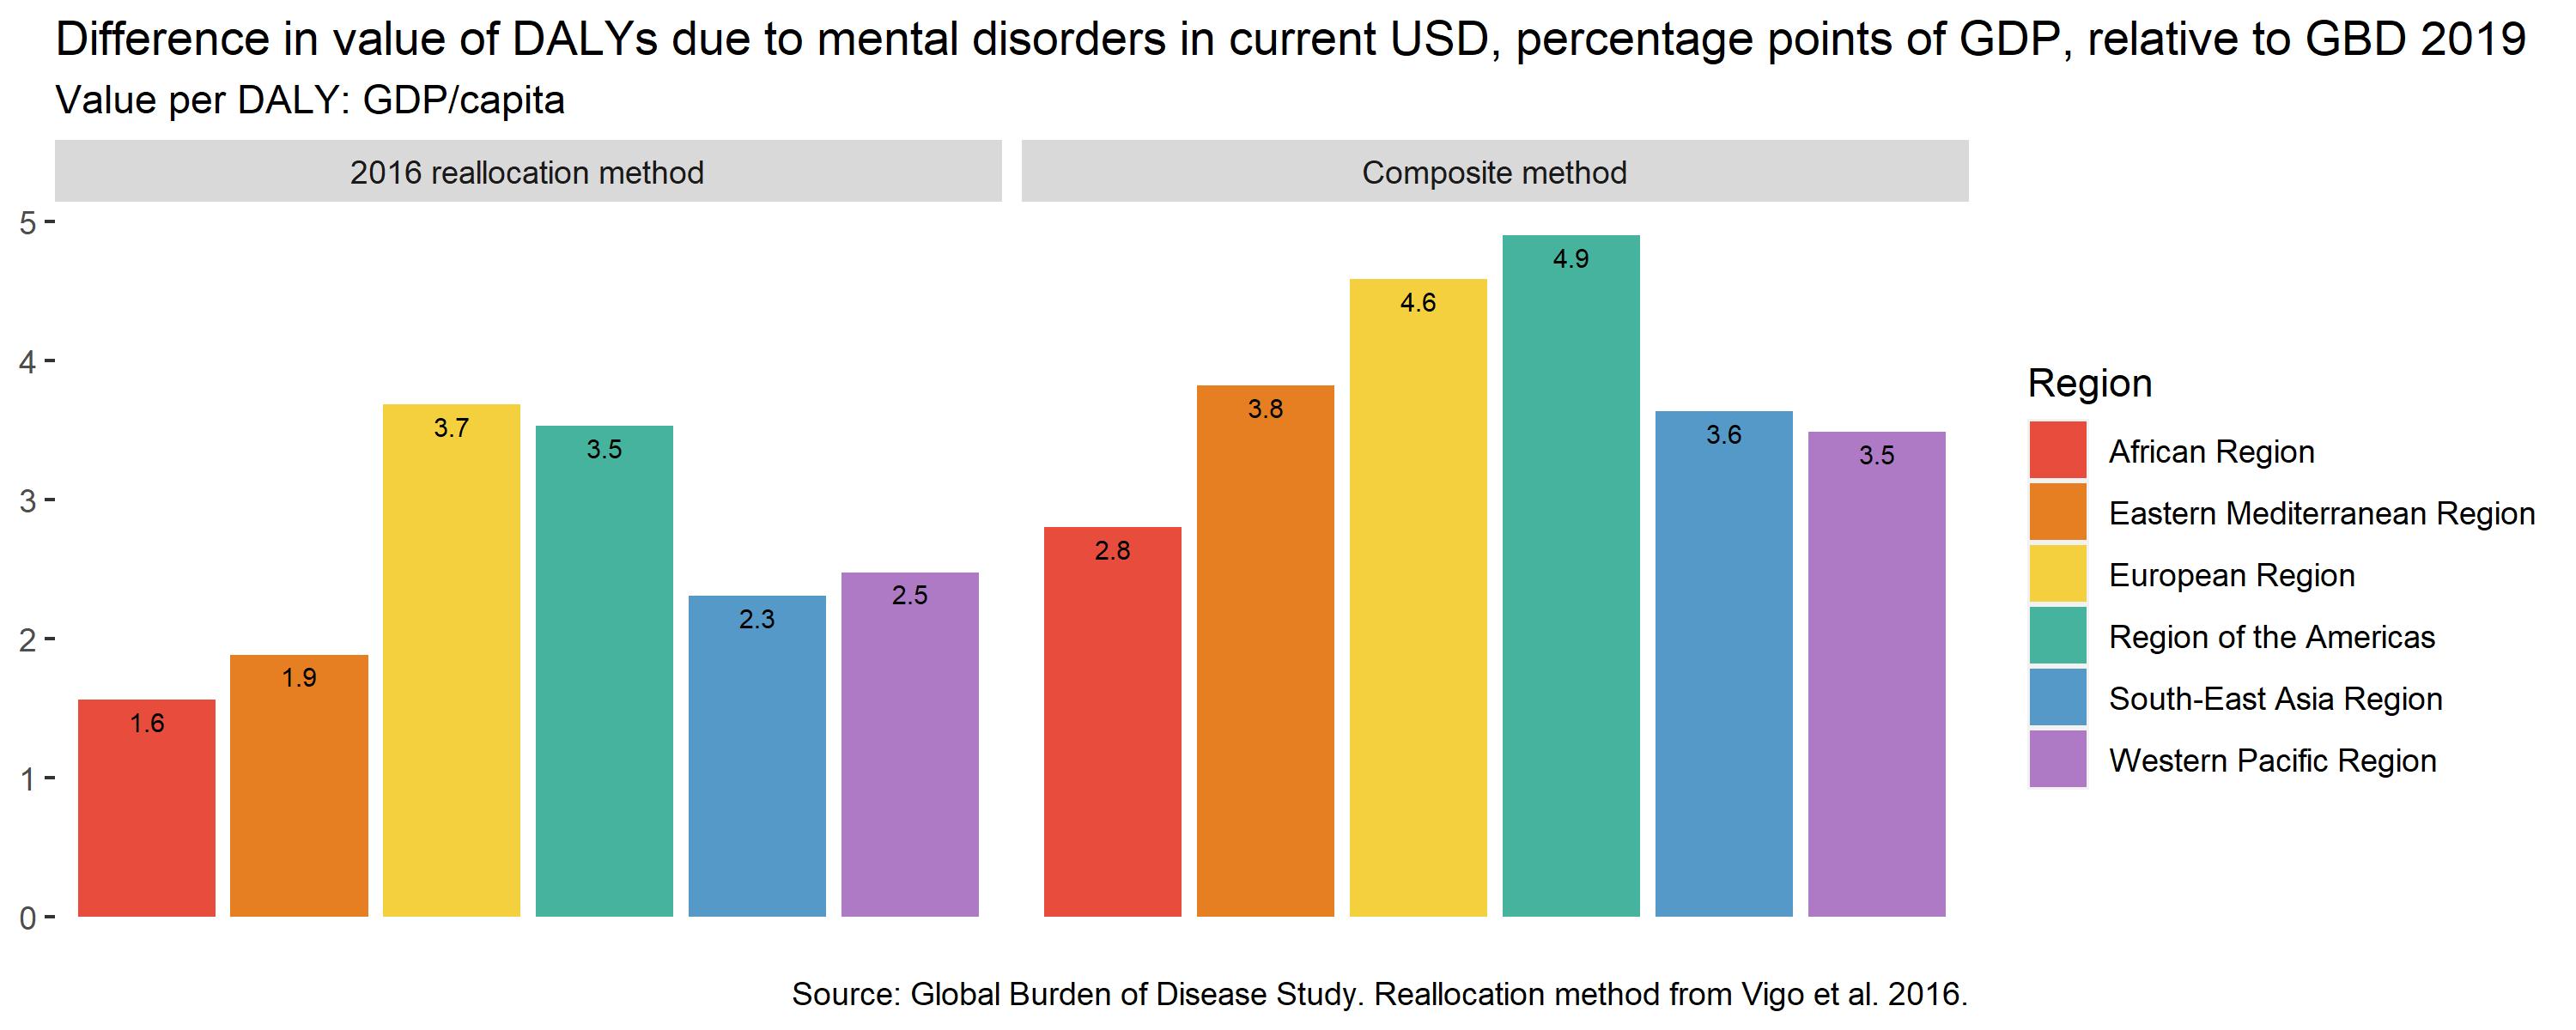 Difference in value of DALYs due to mental disorders in current USD, percentage points of GDP, relative to GBD 2019
Value per DALY: GDP/capita
2016 reallocation method
Composite method
5
4
3
2
1
0
1.6
1.9
3.7
3.5
2.3
2.5
2.8
3.8
4.6
4.9
3.6
3.5
Region
African Region
Eastern Mediterranean Region
European Region
Region of the Americas
South-East Asia Region
Western Pacific Region
Source: Global Burden of Disease Study. Reallocation method from Vigo et al. 2016.